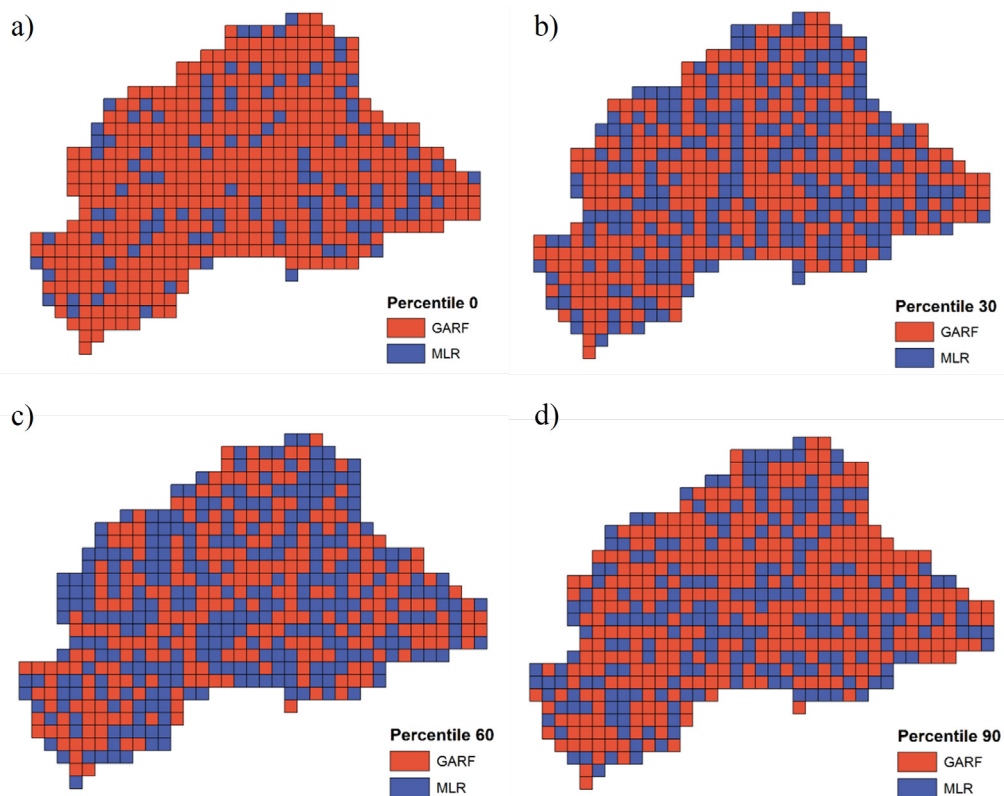 a)
b)
Percentile 0
GARF
MLR
Percentile 30
GARF
MLR
c)
d)
Percentile 60
GARF
MLR
Percentile 90
GARF
MLR